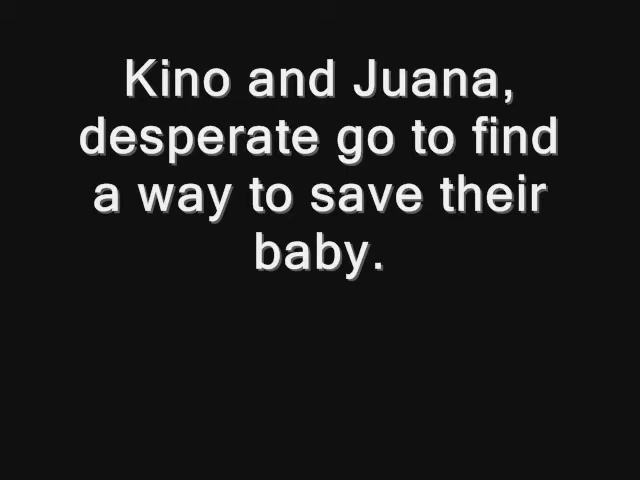 Kino and Juana,
desperate go to find
a way to save their
baby.